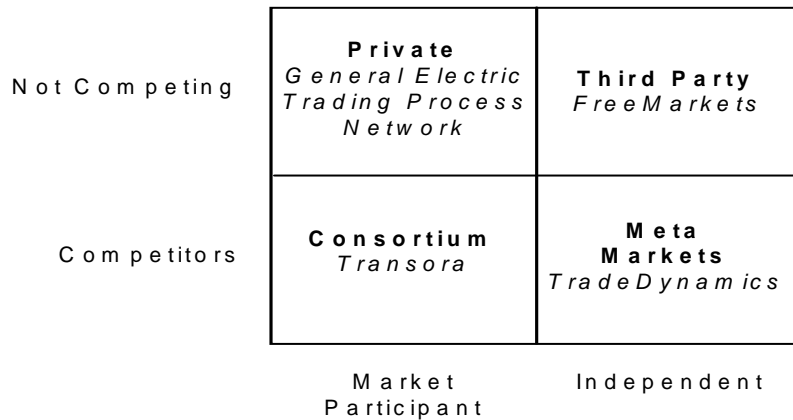 Private
General Electric
Trading Process
Network
Not Competing
Third Party
FreeMarkets
Consortium
Transora
Competitors
Meta
Markets
TradeDynamics
Market
Participant
Independent